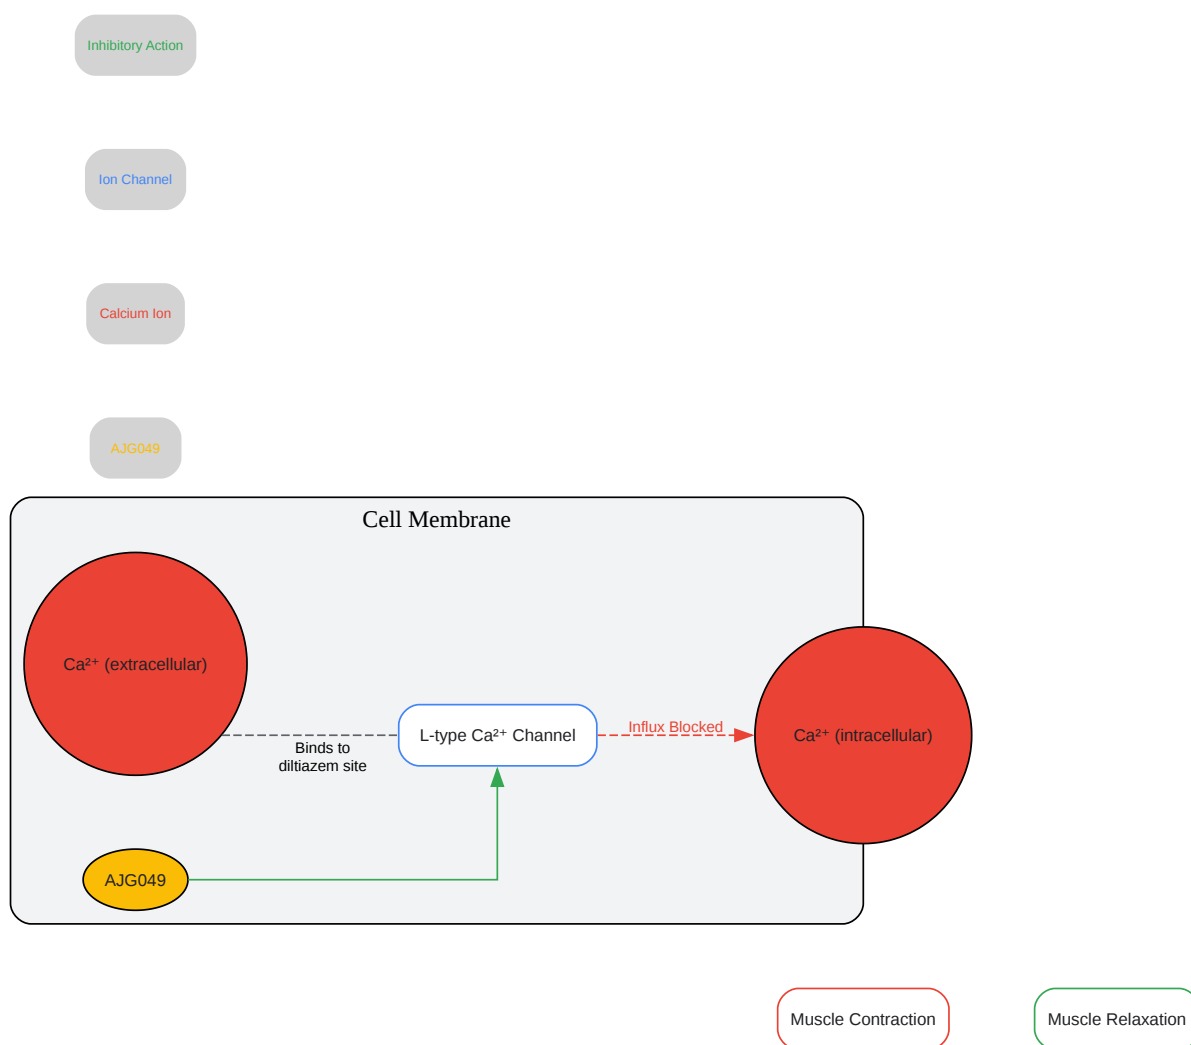 Inhibitory Action
Ion Channel
Calcium Ion
AJG049
Cell Membrane
Ca²⁺ (extracellular)
Binds to
diltiazem site
L-type Ca²⁺ Channel
Influx Blocked
Ca²⁺ (intracellular)
AJG049
Muscle Contraction
Muscle Relaxation